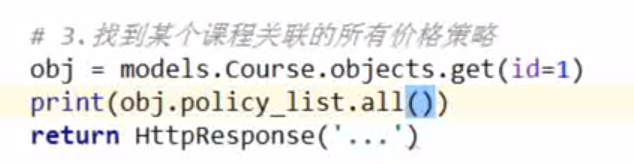 # 3.找到某个课程关联的所有价格策略
obj = models.Course.objects.get(id=1)
print(obj.policy_list.all())
return HttpResponse('...')